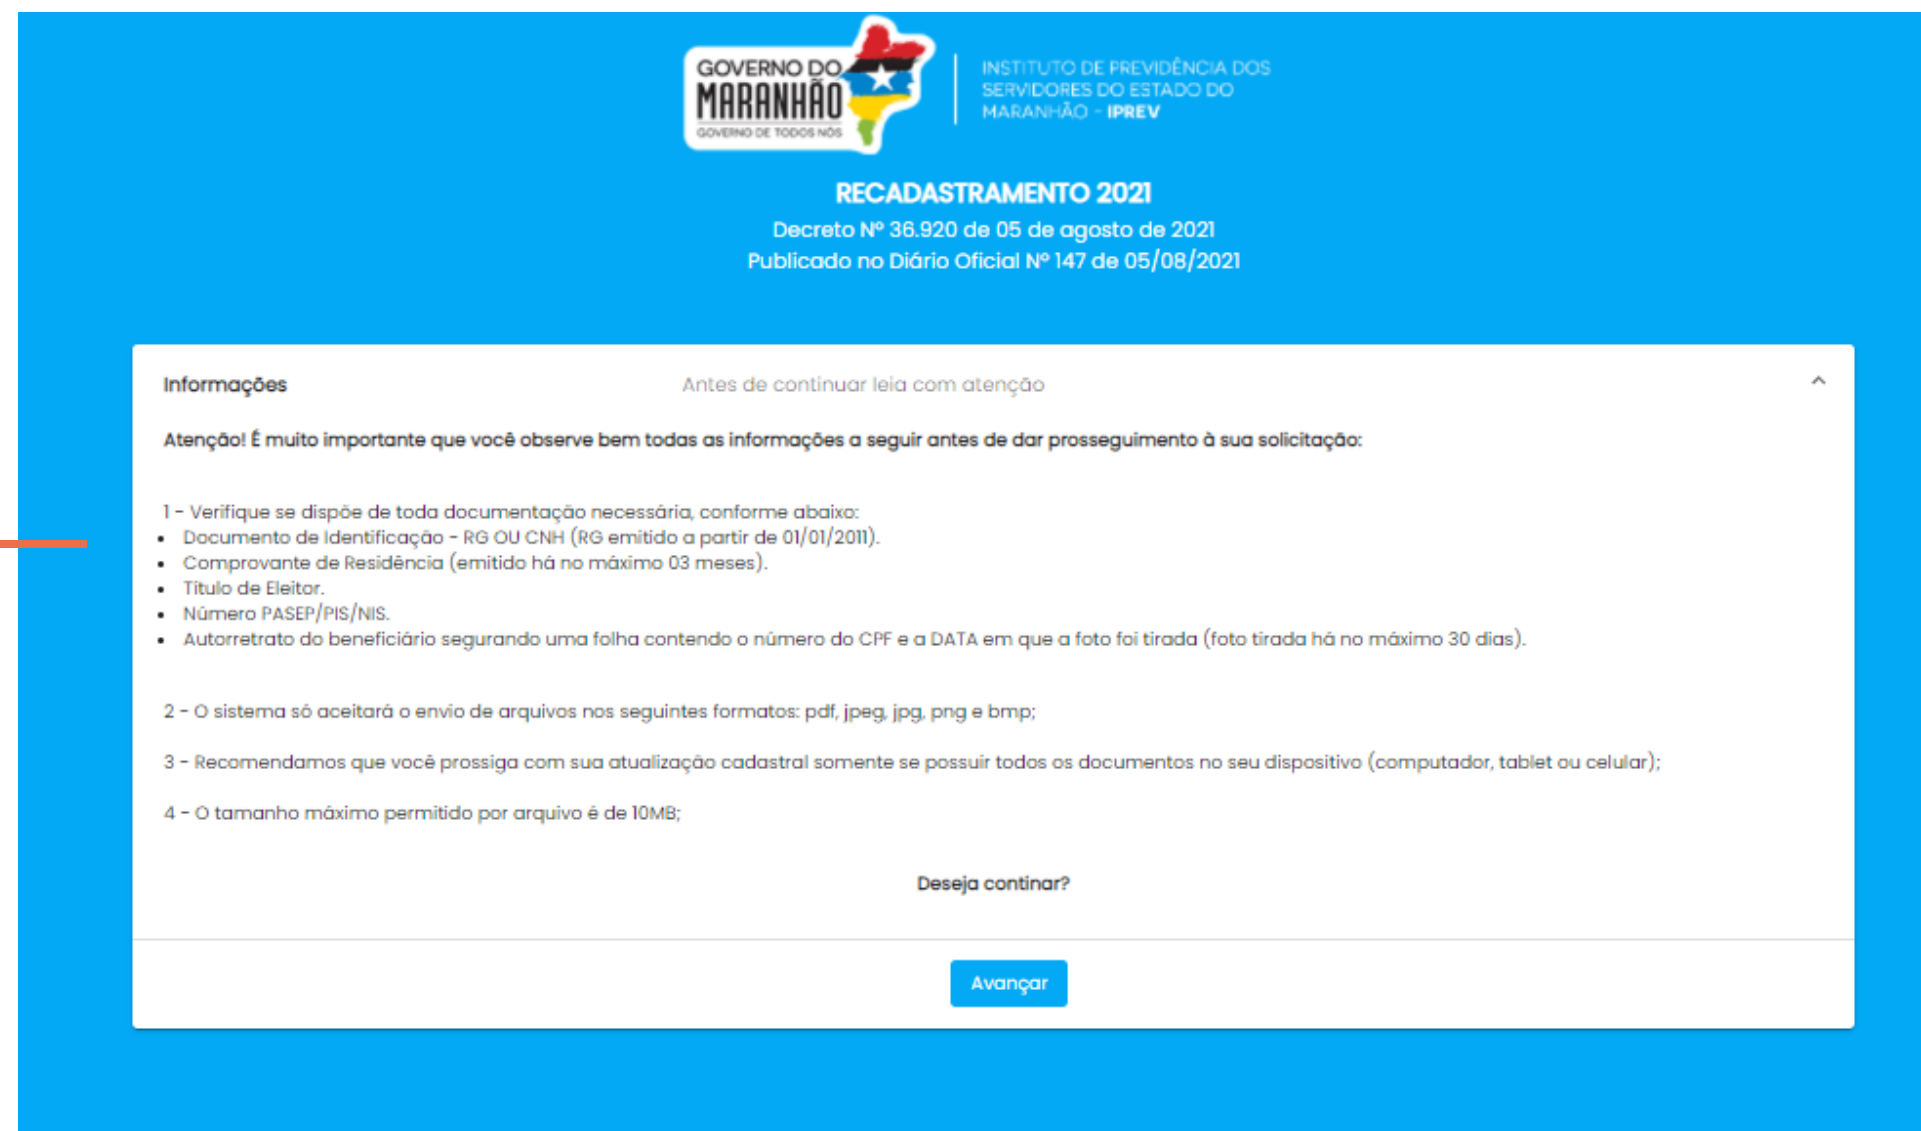 GOVERNO DO
MARANHÃO
GOVERNO DE TODOS NÓS
INSTITUTO DE PREVIDÊNCIA DOS
SERVIDORES DO ESTADO DO
MARANHÃO - IPREV
RECADASTRAMENTO 2021
Decreto Nº 36.920 de 05 de agosto de 2021
Publicado no Diário Oficial Nº 147 de 05/08/2021
Informações
Antes de continuar leia com atenção
Atenção! É muito importante que você observe bem todas as informações a seguir antes de dar prosseguimento à sua solicitação:
1 - Verifique se dispõe de toda documentação necessária, conforme abaixo:
• Documento de Identificação - RG OU CNH (RG emitido a partir de 01/01/2011).
• Comprovante de Residência (emitido há no máximo 03 meses).
• Título de Eleitor.
• Número PASEP/PIS/NIS.
• Autorretrato do beneficiário segurando uma folha contendo o número do CPF e a DATA em que a foto foi tirada (foto tirada há no máximo 30 dias).
2 - O sistema só aceitará o envio de arquivos nos seguintes formatos: pdf, jpeg, jpg, png e bmp;
3 - Recomendamos que você prossiga com sua atualização cadastral somente se possuir todos os documentos no seu dispositivo (computador, tablet ou celular);
4 - O tamanho máximo permitido por arquivo é de 10MB;
Deseja continar?
Avançar